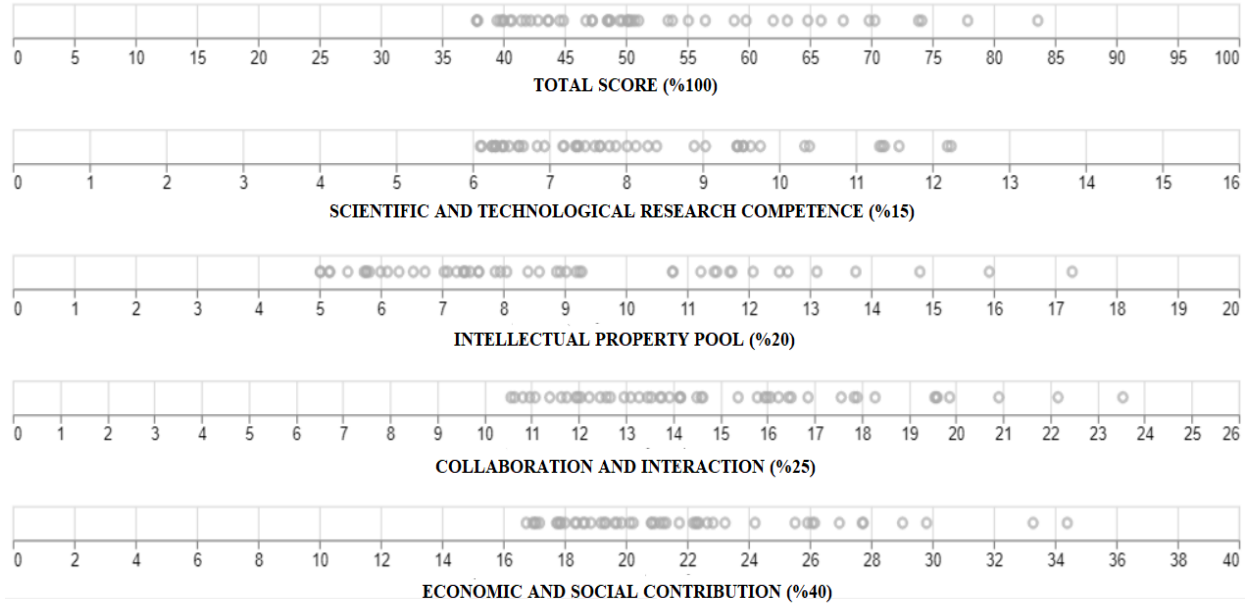 0 5 10 15 20 25 30 35 40 45 50 55 60 65 70 75 80 85 90 95 100
TOTAL SCORE (%100)
0 1 2 3 4 5 6 7 8 9 10 11 12 13 14 15 16
SCIENTIFIC AND TECHNOLOGICAL RESEARCH COMPETENCE (%15)
0 1 2 3 4 5 6 7 8 9 10 11 12 13 14 15 16 17 18 19 20
INTELLECTUAL PROPERTY POOL (%20)
0 1 2 3 4 5 6 7 8 9 10 11 12 13 14 15 16 17 18 19 20 21 22 23 24 25 26
COLLABORATION AND INTERACTION (%25)
0 2 4 6 8 10 12 14 16 18 20 22 24 26 28 30 32 34 36 38 40
ECONOMIC AND SOCIAL CONTRIBUTION (%40)